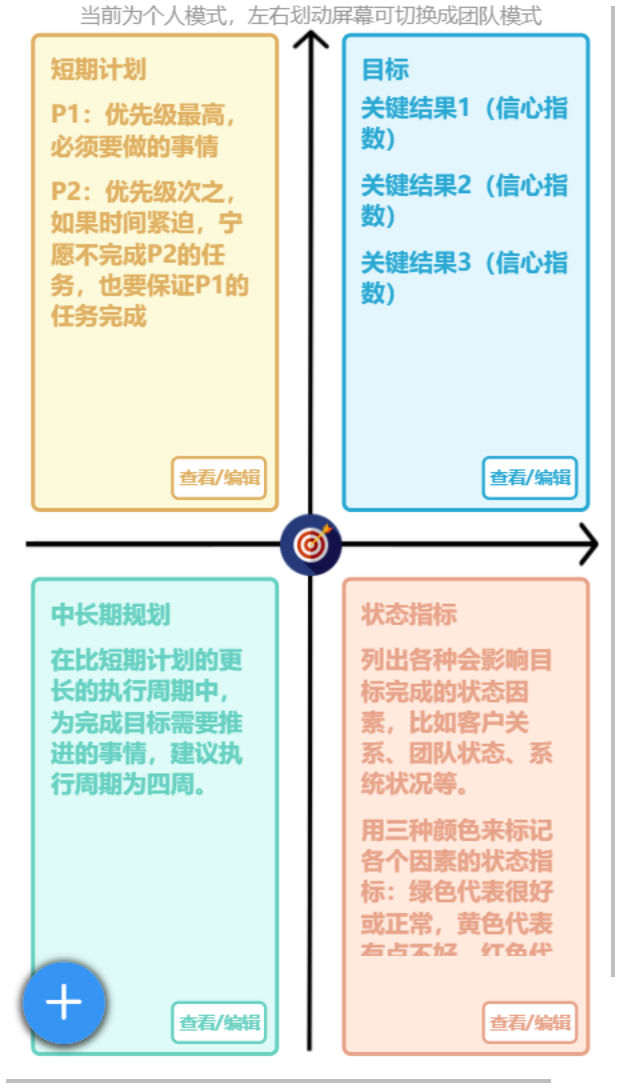 当前为个人模式，左右划动屏幕可切换成团队模式
短期计划
P1：优先级最高，
必须要做的事情
P2：优先级次之，
如果时间紧迫，宁
愿不完成P2的任
务，也要保证P1的
任务完成
查看/编辑
目标
关键结果1（信心指
数）
关键结果2（信心指
数）
关键结果3（信心指
数）
查看/编辑
中长期规划
在比短期计划的更
长的执行周期中，
为完成目标需要推
进的事情，建议执
行周期为四周。
查看/编辑
状态指标
列出各种会影响目
标完成的状态因
素，比如客户关
系、团队状态、系
统状况等。
用三种颜色来标记
各个因素的状态指
标：绿色代表很好
或正常，黄色代表
有点不好，红色代
查看/编辑